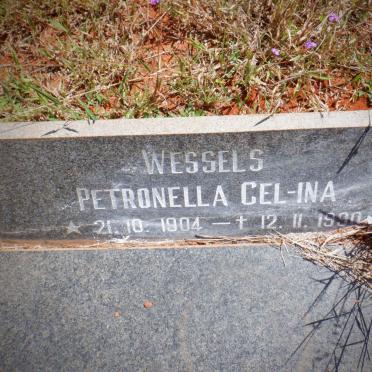 WESSELS
PETRONELLA CEL-INA
★ 21. 10. 1904 — ✝ 12. 11. 1990